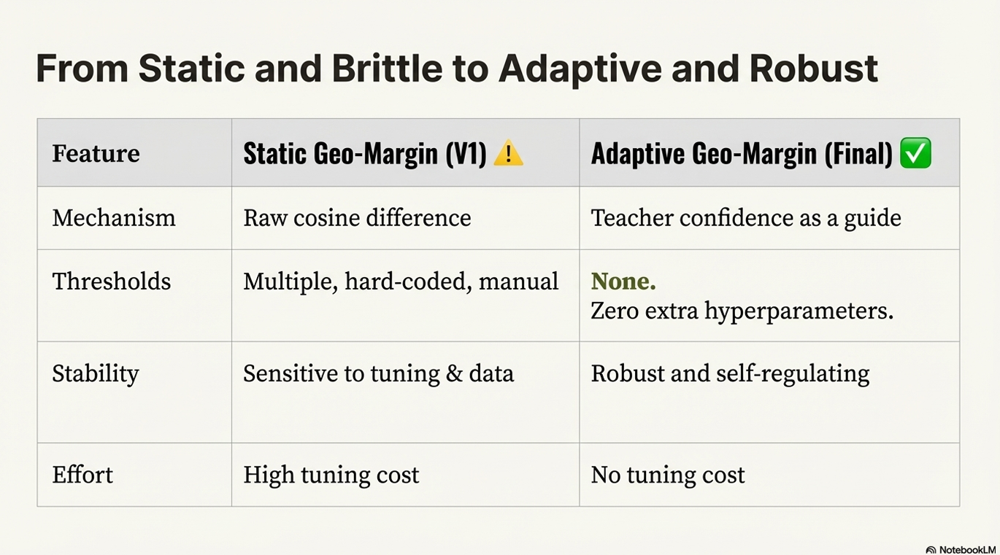 From Static and Brittle to Adaptive and Robust
Feature
Static Geo-Margin (V1) ⚠️
Adaptive Geo-Margin (Final) ✅
Mechanism
Raw cosine difference
Teacher confidence as a guide
Thresholds
Multiple, hard-coded, manual
None.
Zero extra hyperparameters.
Stability
Sensitive to tuning & data
Robust and self-regulating
Effort
High tuning cost
No tuning cost
NotebookLM